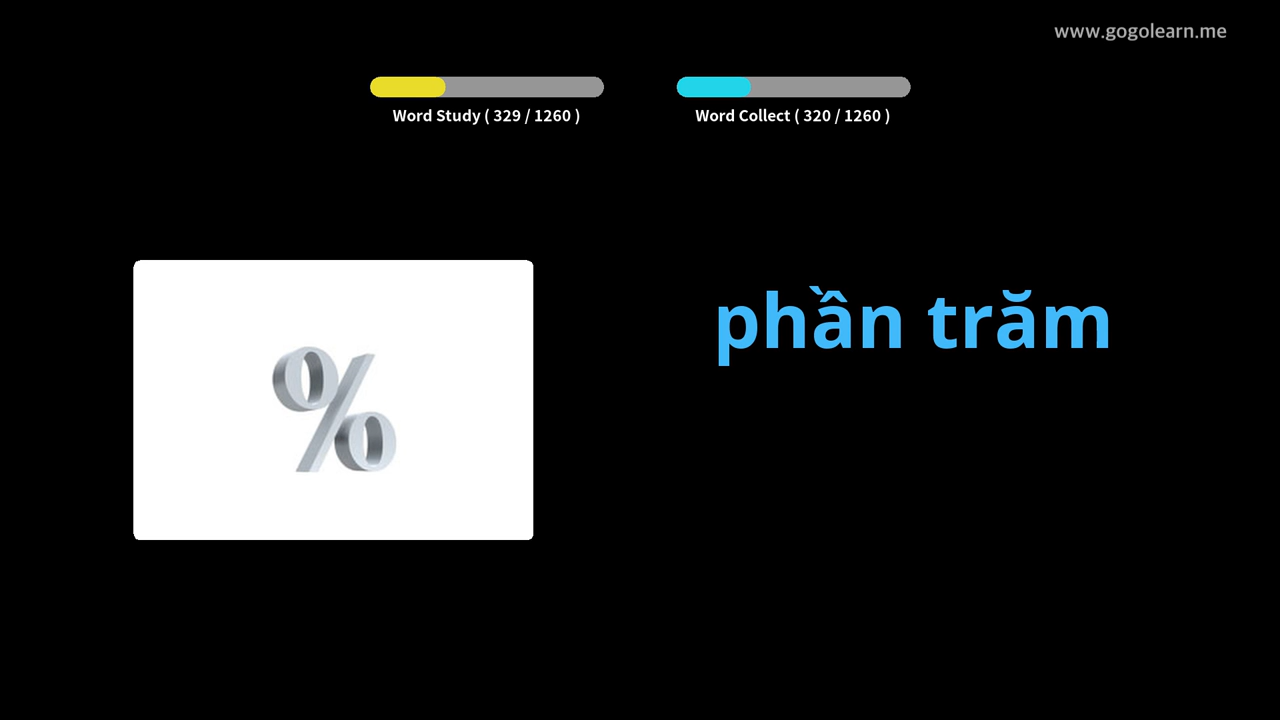 www.gogolearn.me
Word Study ( 329 / 1260 )
Word Collect ( 320 / 1260 )
%
phần trăm